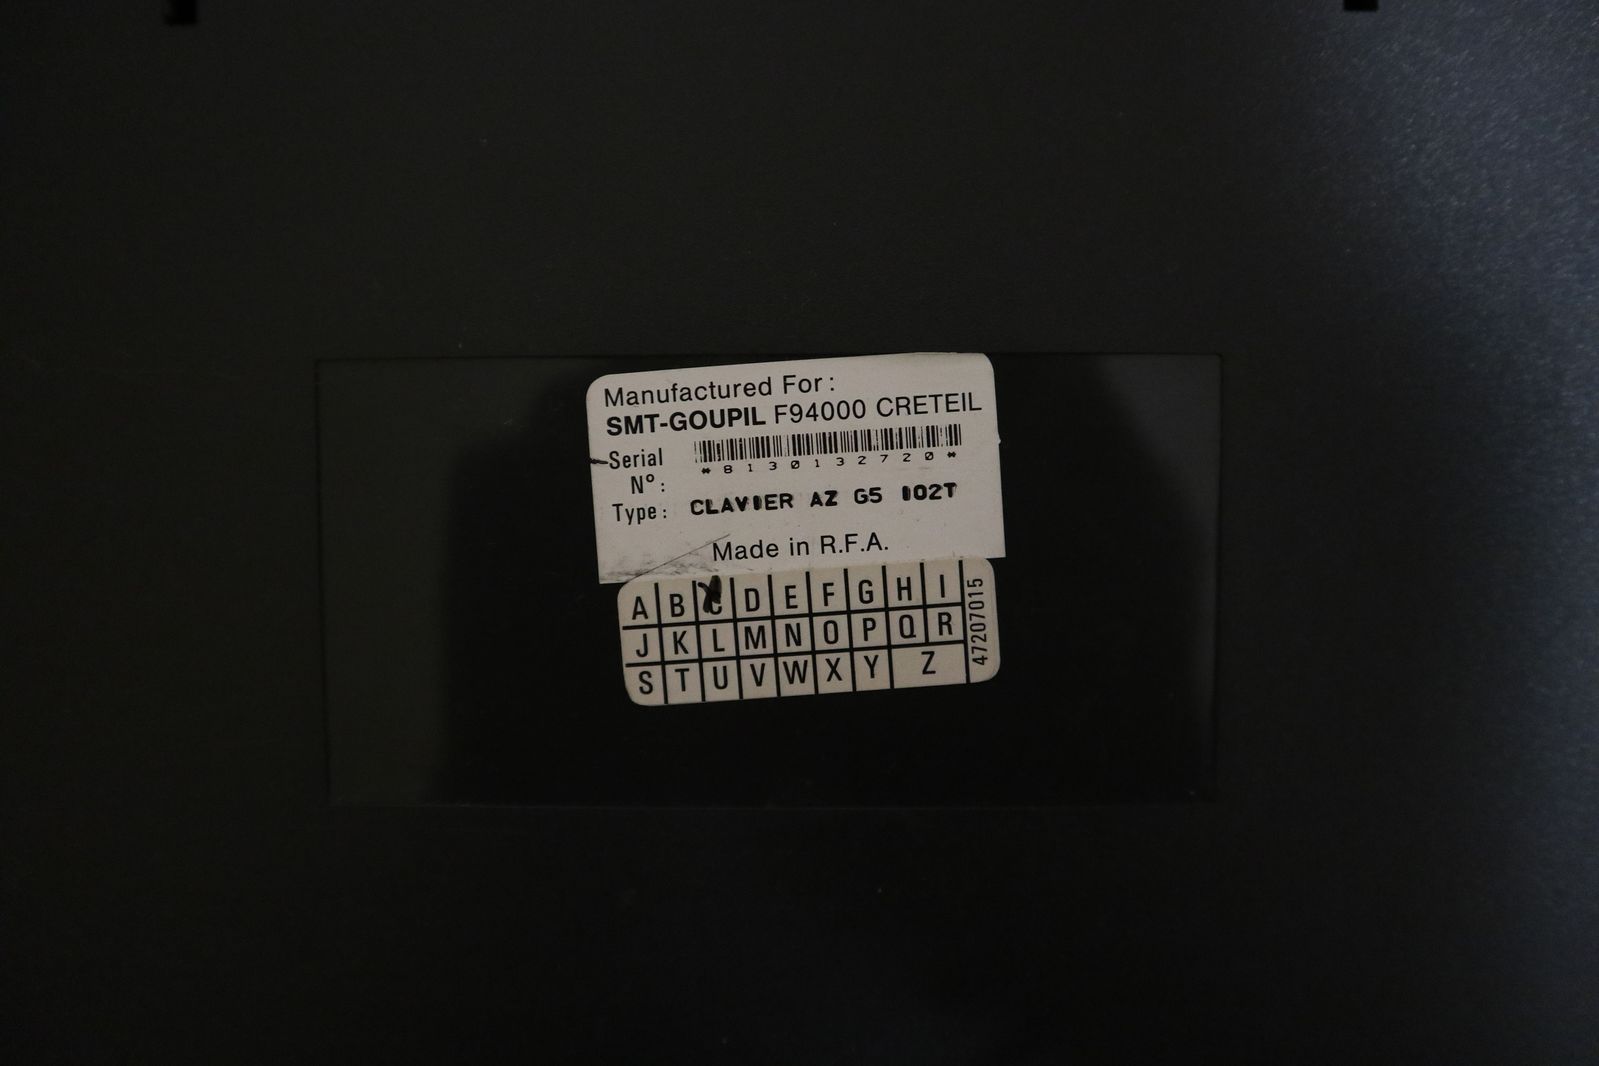 Manufactured For:
SMT-GOUPIL F94000 CRETEIL
Serial
*8130132720*
N°:
Type: CLAVIER AZ G5 102T
Made in R.F.A.
A B C D E F G H I
J K L M N O P Q R
S T U V W X Y Z
47207015